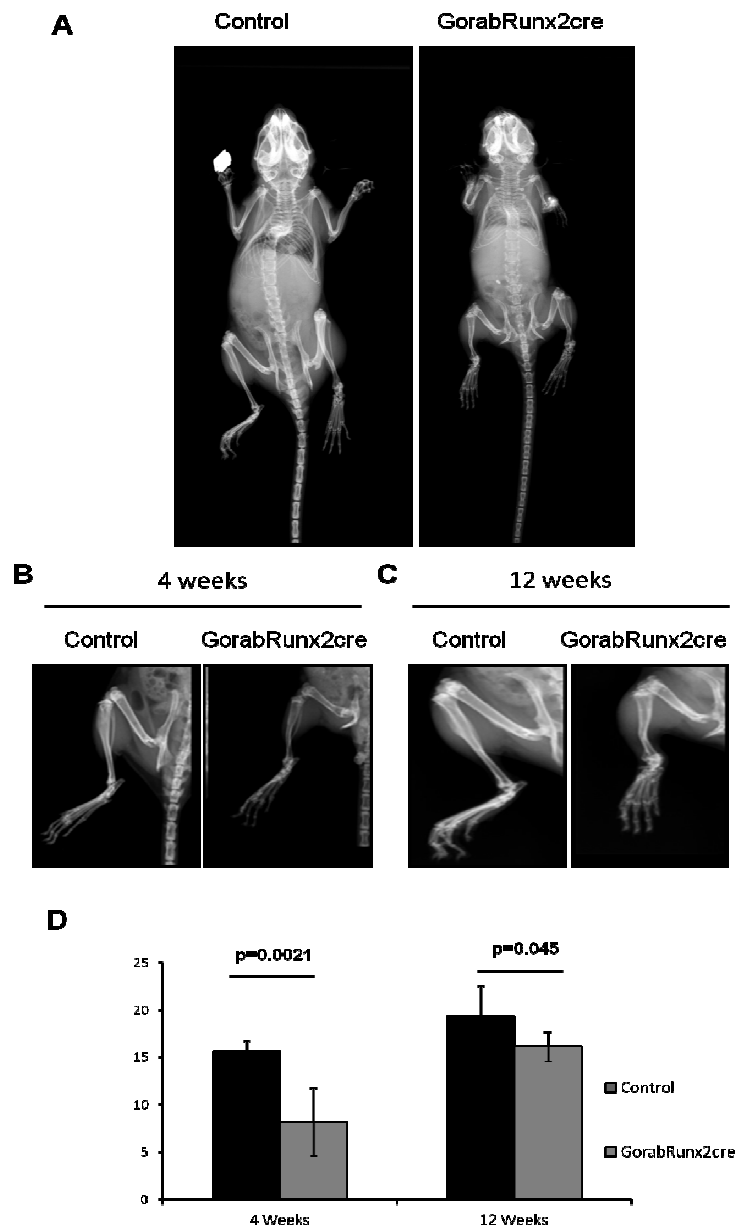 A
Control GorabRunx2cre
B 4 weeks C 12 weeks
Control GorabRunx2cre Control GorabRunx2cre
D
25
20
15
10
5
0
p=0.0021 p=0.045
Control
GorabRunx2cre
4 Weeks 12 Weeks